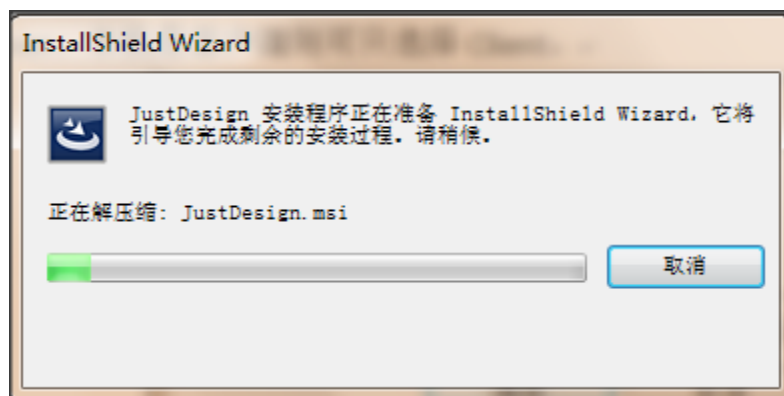 InstallShield Wizard
JustDesign 安装程序正在准备 InstallShield Wizard，它将
引导您完成剩余的安装过程。请稍候。
正在解压缩: JustDesign.msi
取消